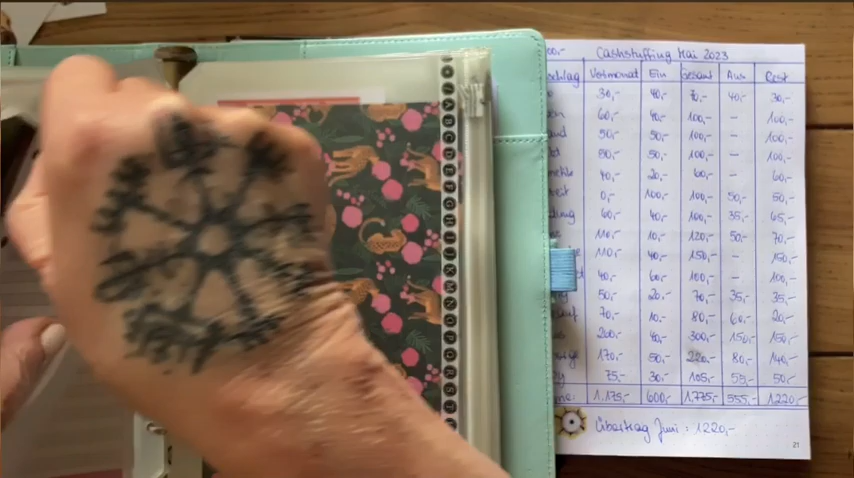 00,- Cashstuffing Mai 2023
schlag Vormonat Ein Gesamt Aus Rest
30,- 40,- 70,- 40,- 30,-
60,- 40,- 100,- - 100,-
50,- 50,- 100,- - 100,-
50,- 50,- 100,- - 100,-
40,- 20,- 60,- - 60,-
0,- 100,- 100,- 50,- 50,-
60,- 40,- 100,- 35,- 65,-
110,- 10,- 120,- 50,- 70,-
110,- 40,- 150,- - 150,-
40,- 60,- 100,- - 100,-
50,- 20,- 70,- 35,- 35,-
70,- 10,- 80,- 60,- 20,-
200,- 300,- 150,- 150,-
170,- 50,- 220,- 80,- 140,-
75,- 30,- 105,- 55,- 50,-
1.175,- 600,- 1.775,- 555,- 1220,-
Übertrag Juni: 1220,-
21
A B C D E F G H I J K L M N O P Q R S T